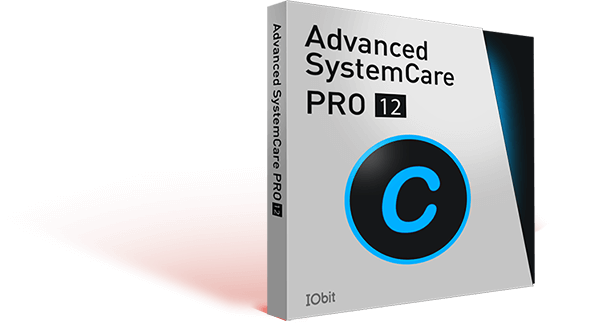 Advanced
SystemCare
PRO 12
C
IObit
Advanced SystemCare PRO 12